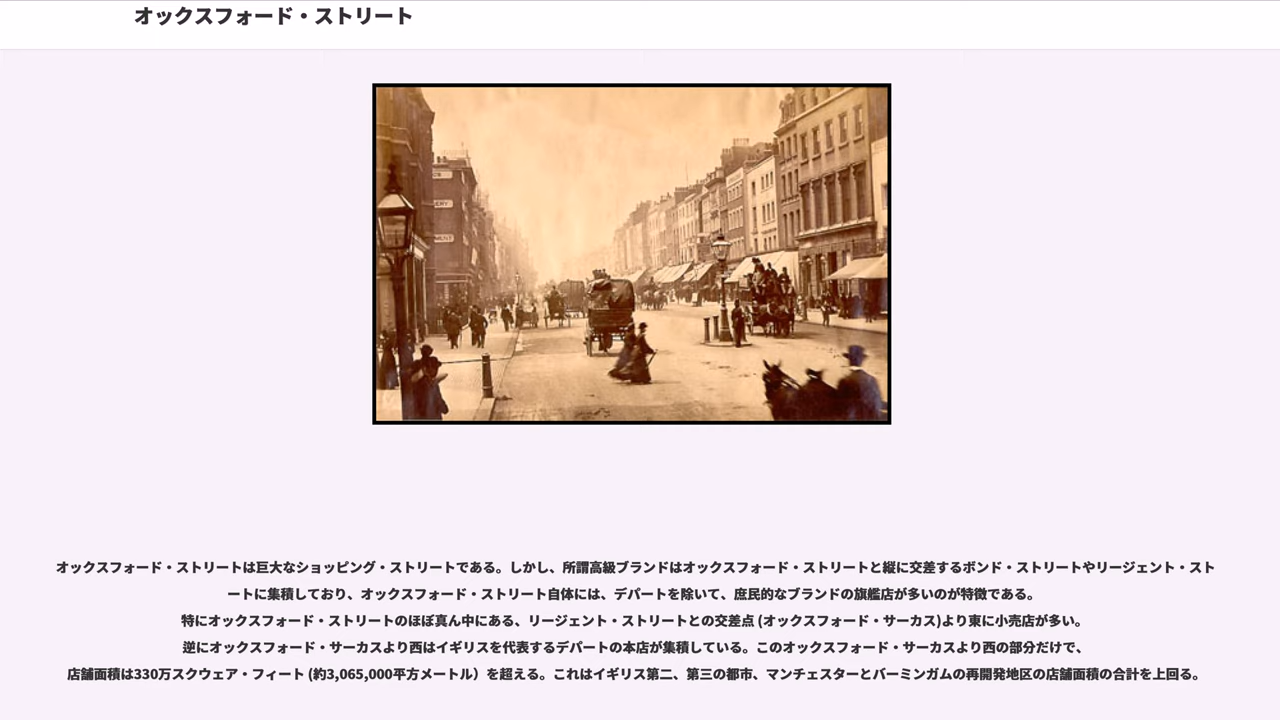 オックスフォード・ストリート
オックスフォード・ストリートは巨大なショッピング・ストリートである。しかし、所謂高級ブランドはオックスフォード・ストリートと縦に交差するボンド・ストリートやリージェント・スト
ートに集積しており、オックスフォード・ストリート自体には、デパートを除いて、庶民的なブランドの旗艦店が多いのが特徴である。
特にオックスフォード・ストリートのほぼ真ん中にある、リージェント・ストリートとの交差点 (オックスフォード・サーカス)より東に小売店が多い。
逆にオックスフォード・サーカスより西はイギリスを代表するデパートの本店が集積している。このオックスフォード・サーカスより西の部分だけで、
店舗面積は330万スクウェア・フィート (約3,065,000平方メートル）を超える。これはイギリス第二、第三の都市、マンチェスターとバーミンガムの再開発地区の店舗面積の合計を上回る。